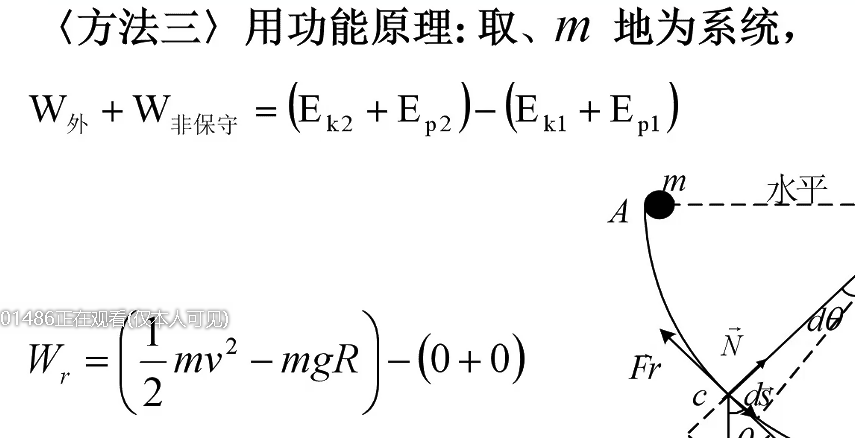 〈方法三〉用功能原理:取、m 地为系统，
W外 + W非保守 = (Ek2 + Ep2) − (Ek1 + Ep1)
m
水平
A
01486正在观看(仅本人可见)
dθ
N⃗
Wr = (1/2 mv² − mgR) − (0 + 0)
F⃗r
c
ds⃗
θ